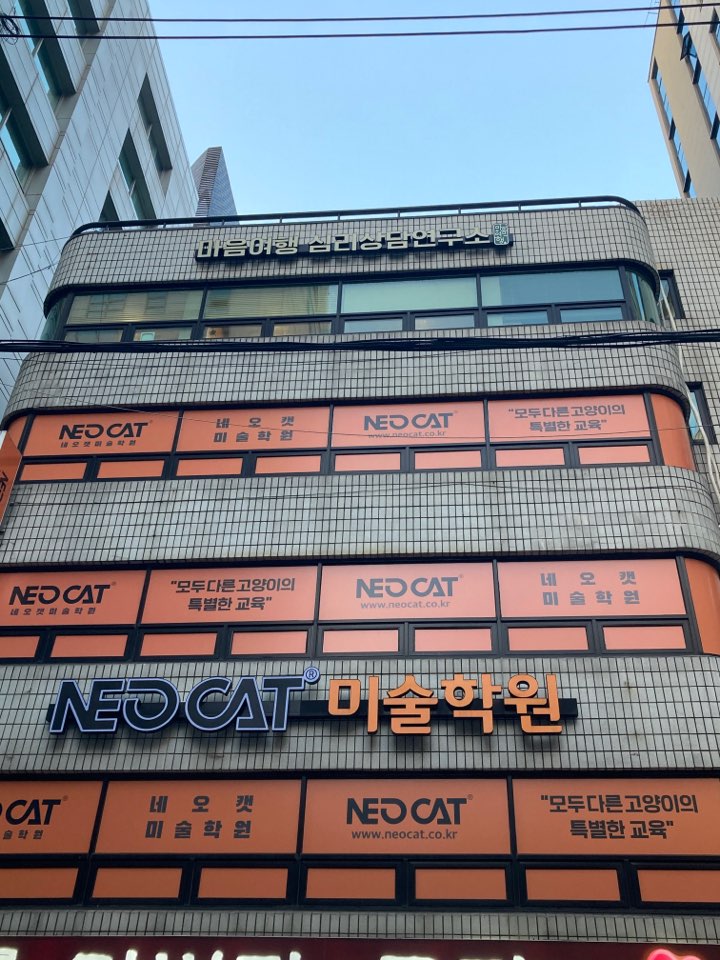 마음여행 심리상담연구소
NEO CAT®
네오캣미술학원
네 오 캣
미 술 학 원
NEO CAT®
www.neocat.co.kr
"모두 다른 고양이의
특별한 교육"
NEO CAT®
네오캣미술학원
"모두 다른 고양이의
특별한 교육"
NEO CAT®
www.neocat.co.kr
네 오 캣
미 술 학 원
NEO CAT® 미술학원
NEO CAT®
술학원
네 오 캣
미 술 학 원
NEO CAT®
www.neocat.co.kr
"모두 다른 고양이의
특별한 교육"